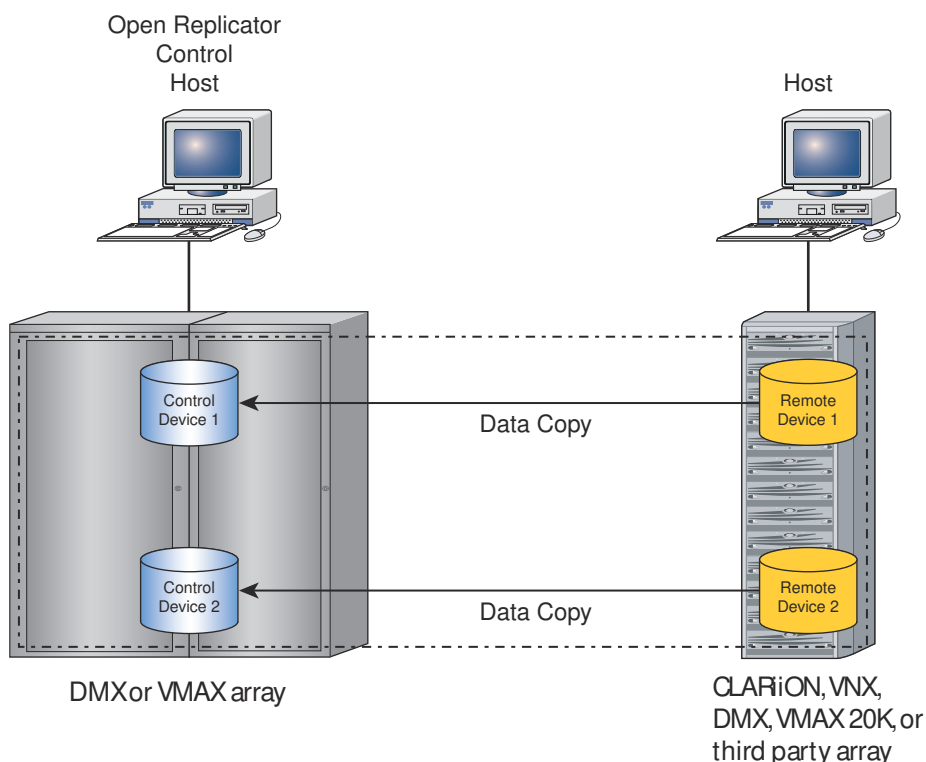 Open Replicator
Control
Host
Host
Control
Device 1
Data Copy
Remote
Device 1
Control
Device 2
Data Copy
Remote
Device 2
DMX or VMAX array
CLARiiON, VNX,
DMX, VMAX 20K, or
third party array